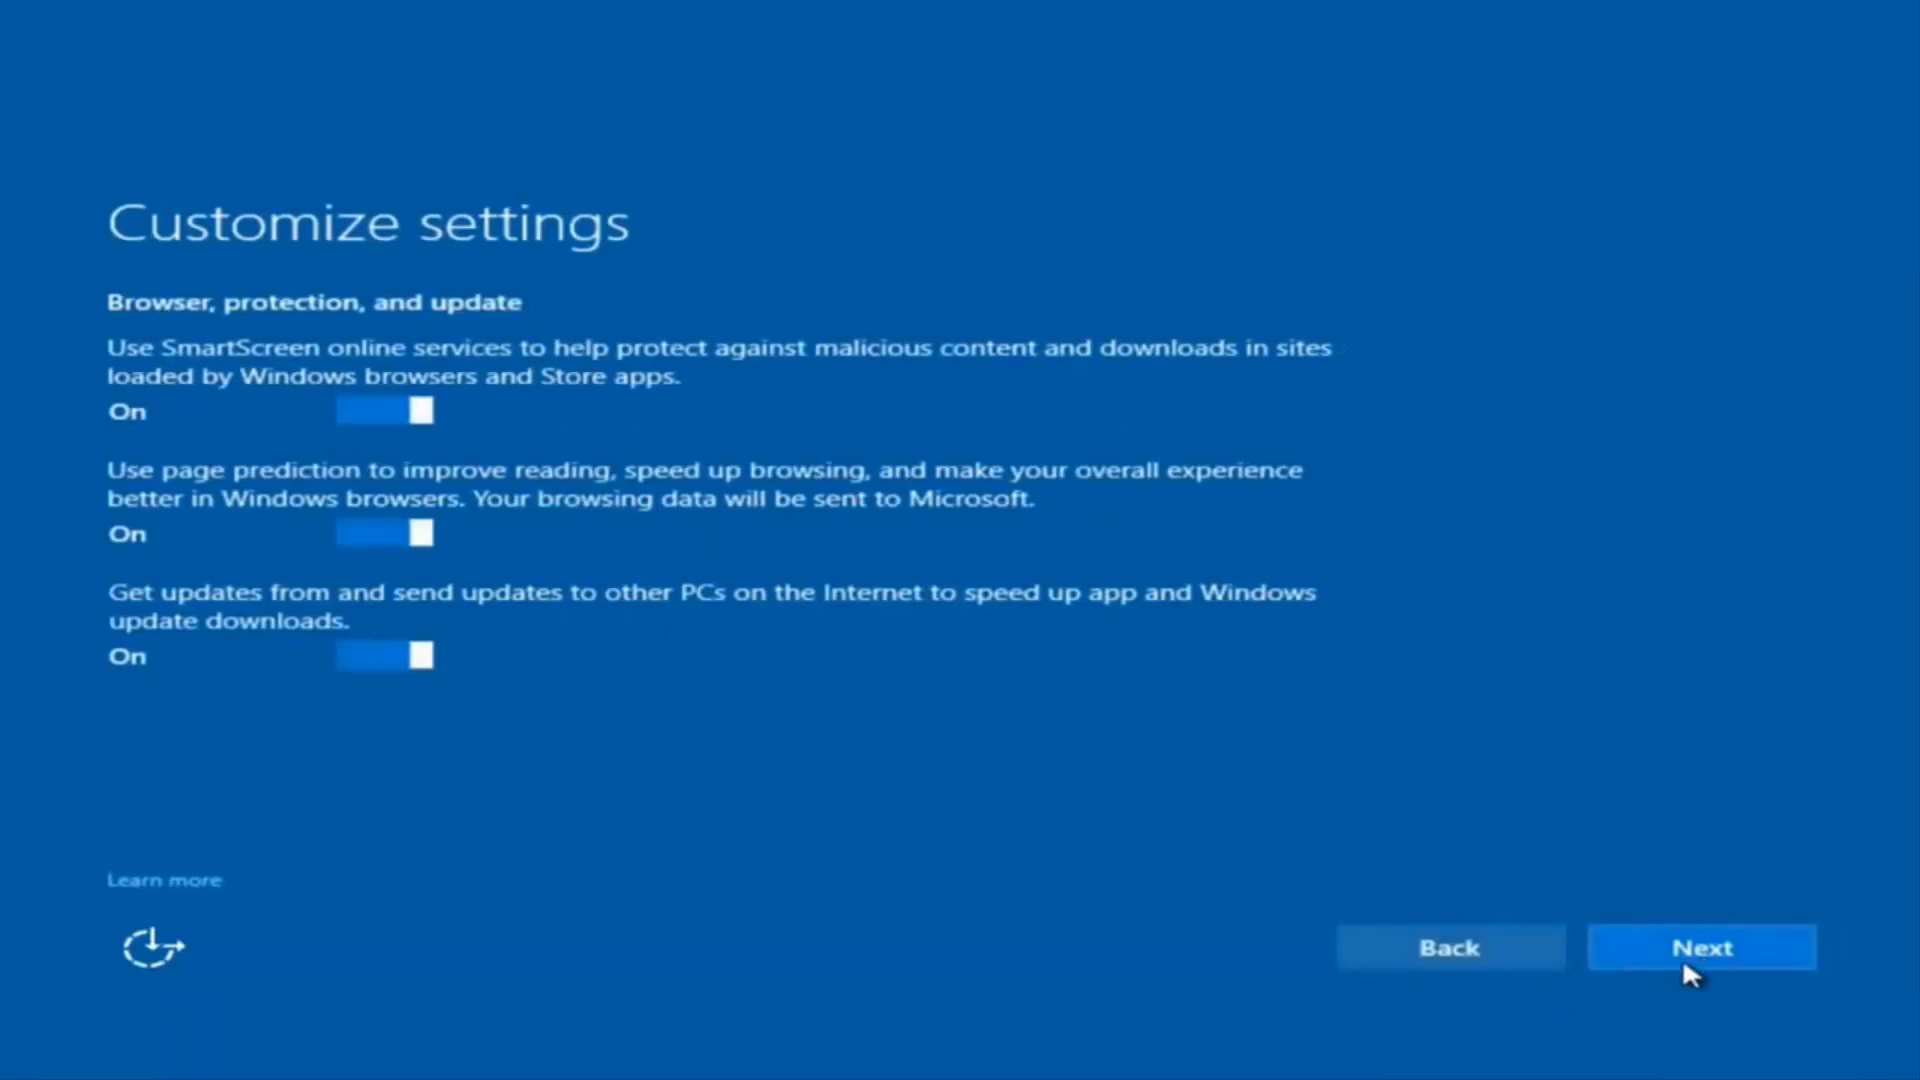 Customize settings
Browser, protection, and update
Use SmartScreen online services to help protect against malicious content and downloads in sites
loaded by Windows browsers and Store apps.
On
Use page prediction to improve reading, speed up browsing, and make your overall experience
better in Windows browsers. Your browsing data will be sent to Microsoft.
On
Get updates from and send updates to other PCs on the Internet to speed up app and Windows
update downloads.
On
Learn more
Back
Next